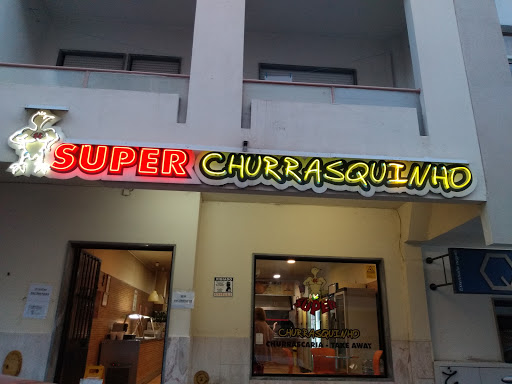 SUPER CHURRASQUINHO
SUPER
CHURRASQUINHO
CHURRASCARIA - TAKE AWAY